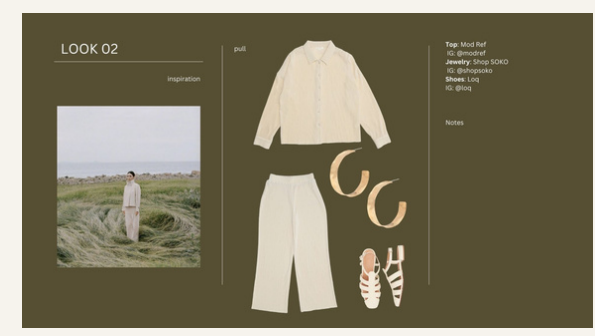 LOOK 02
inspiration
pull
Top: Mod Ref
IG: @modref
Jewelry: Shop SOKO
IG: @shopsoko
Shoes: Loq
IG: @loq
Notes